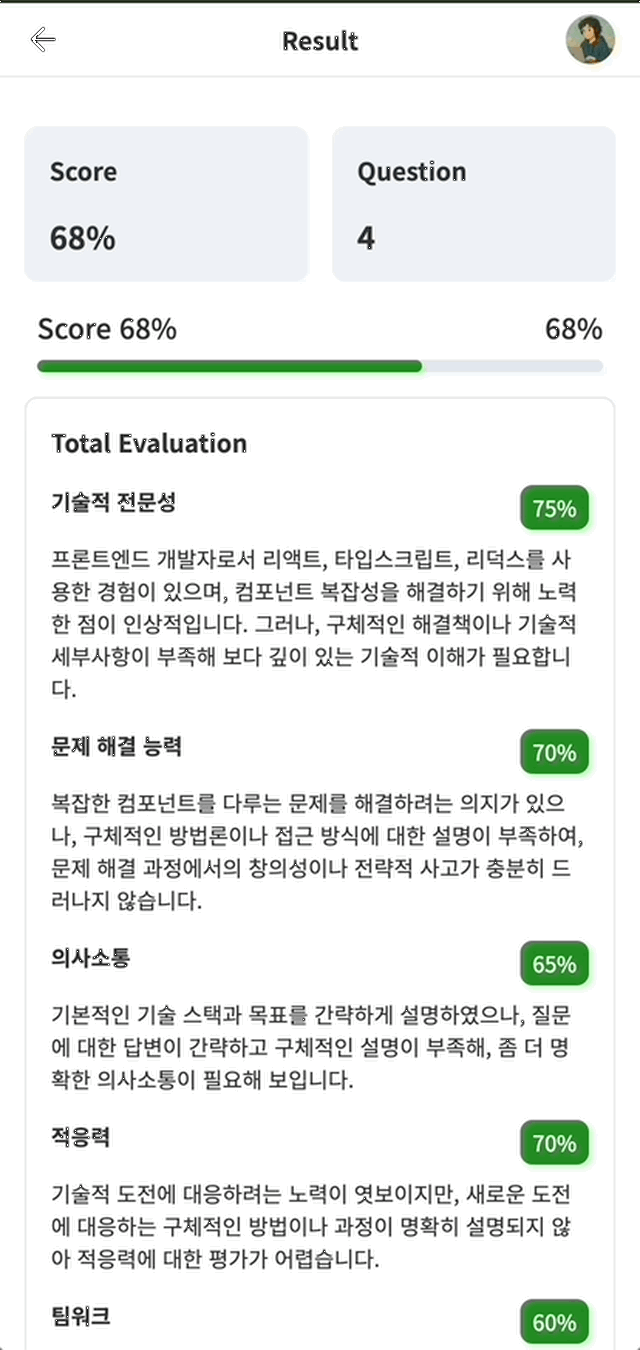 Result
Score
68%
Question
4
Score 68%
68%
Total Evaluation
기술적 전문성
75%
프론트엔드 개발자로서 리액트, 타입스크립트, 리덕스를 사
용한 경험이 있으며, 컴포넌트 복잡성을 해결하기 위해 노력
한 점이 인상적입니다. 그러나, 구체적인 해결책이나 기술적
세부사항이 부족해 보다 깊이 있는 기술적 이해가 필요합니
다.
문제 해결 능력
70%
복잡한 컴포넌트를 다루는 문제를 해결하려는 의지가 있으
나, 구체적인 방법론이나 접근 방식에 대한 설명이 부족하여,
문제 해결 과정에서의 창의성이나 전략적 사고가 충분히 드
러나지 않습니다.
의사소통
65%
기본적인 기술 스택과 목표를 간략하게 설명하였으나, 질문
에 대한 답변이 간략하고 구체적인 설명이 부족해, 좀 더 명
확한 의사소통이 필요해 보입니다.
적응력
70%
기술적 도전에 대응하려는 노력이 엿보이지만, 새로운 도전
에 대응하는 구체적인 방법이나 과정이 명확히 설명되지 않
아 적응력에 대한 평가가 어렵습니다.
팀워크
60%